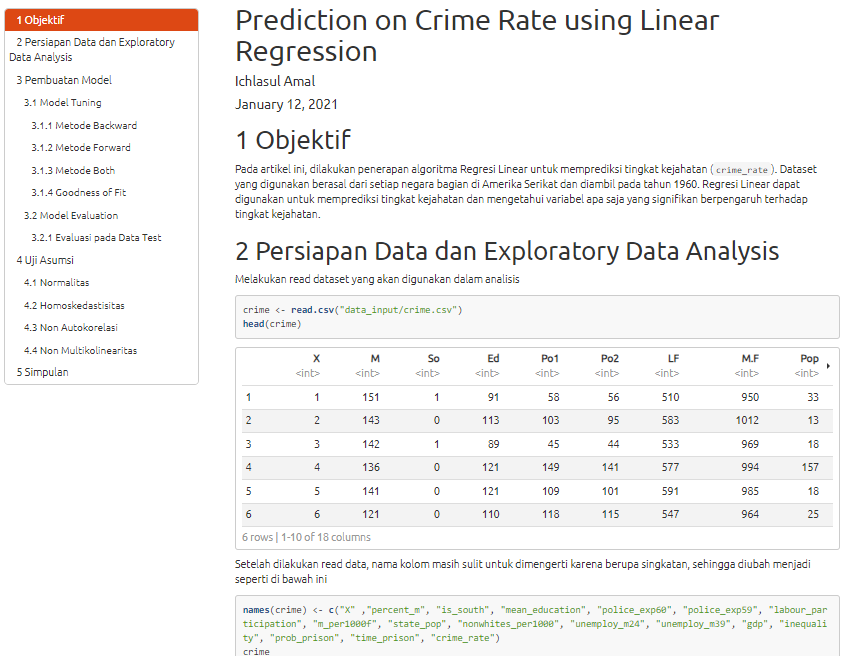 1 Objektif
2 Persiapan Data dan Exploratory
Data Analysis
3 Pembuatan Model
3.1 Model Tuning
3.1.1 Metode Backward
3.1.2 Metode Forward
3.1.3 Metode Both
3.1.4 Goodness of Fit
3.2 Model Evaluation
3.2.1 Evaluasi pada Data Test
4 Uji Asumsi
4.1 Normalitas
4.2 Homoskedastisitas
4.3 Non Autokorelasi
4.4 Non Multikolinearitas
5 Simpulan
Prediction on Crime Rate using Linear
Regression
Ichlasul Amal
January 12, 2021
1 Objektif
Pada artikel ini, dilakukan penerapan algoritma Regresi Linear untuk memprediksi tingkat kejahatan ( crime_rate ). Dataset
yang digunakan berasal dari setiap negara bagian di Amerika Serikat dan diambil pada tahun 1960. Regresi Linear dapat
digunakan untuk memprediksi tingkat kejahatan dan mengetahui variabel apa saja yang signifikan berpengaruh terhadap
tingkat kejahatan.
2 Persiapan Data dan Exploratory Data Analysis
Melakukan read dataset yang akan digunakan dalam analisis
crime <- read.csv("data_input/crime.csv")
head(crime)
X M So Ed Po1 Po2 LF M.F Pop
<int> <int> <int> <int> <int> <int> <int> <int> <int>
1 1 151 1 91 58 56 510 950 33
2 2 143 0 113 103 95 583 1012 13
3 3 142 1 89 45 44 533 969 18
4 4 136 0 121 149 141 577 994 157
5 5 141 0 121 109 101 591 985 18
6 6 121 0 110 118 115 547 964 25
6 rows | 1-10 of 18 columns
Setelah dilakukan read data, nama kolom masih sulit untuk dimengerti karena berupa singkatan, sehingga diubah menjadi
seperti di bawah ini
names(crime) <- c("X" ,"percent_m", "is_south", "mean_education", "police_exp60", "police_exp59", "labour_par
ticipation", "m_per1000f", "state_pop", "nonwhites_per1000", "unemploy_m24", "unemploy_m39", "gdp", "inequali
ty", "prob_prison", "time_prison", "crime_rate")
crime